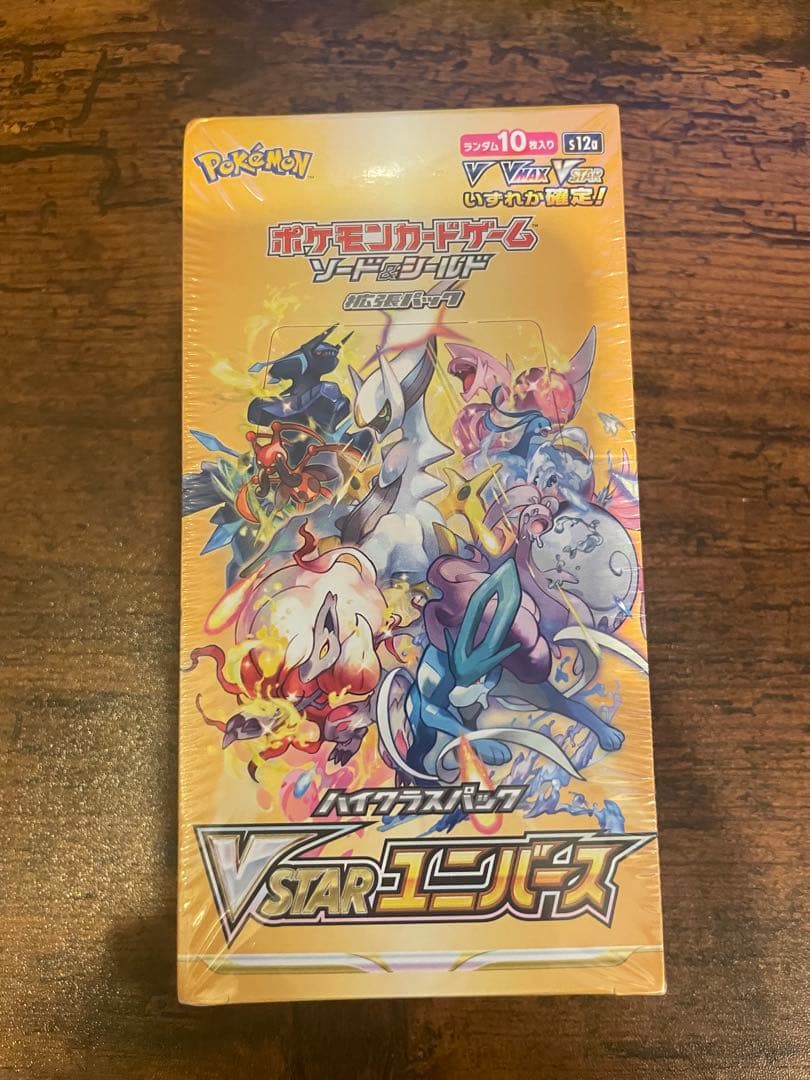 POKÉMON™
ランダム10枚入り s12a
V VMAX VSTAR
いずれか確定!
ポケモンカードゲーム™
ソード&シールド
拡張パック
ハイクラスパック
VSTARユニバース